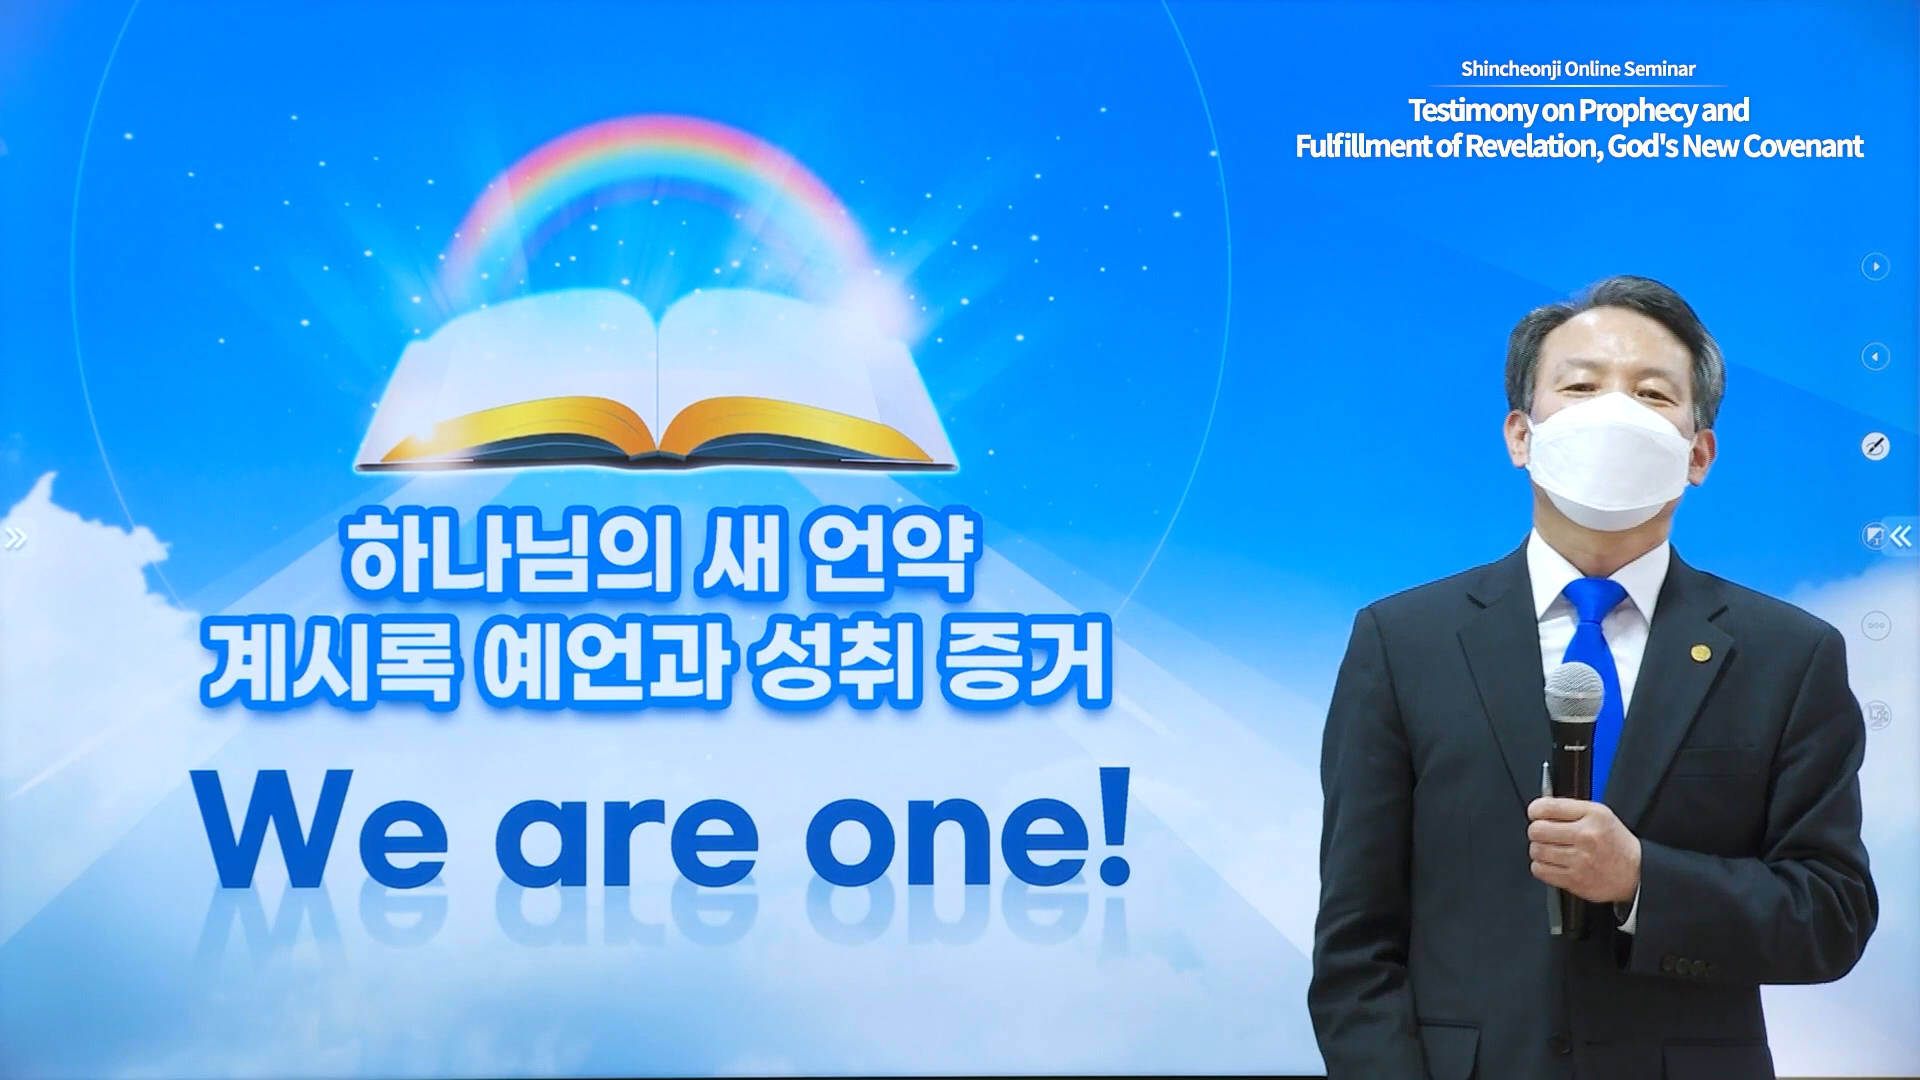 Shincheonji Online Seminar
Testimony on Prophecy and
Fulfillment of Revelation, God's New Covenant
하나님의 새 언약
계시록 예언과 성취 증거
We are one!